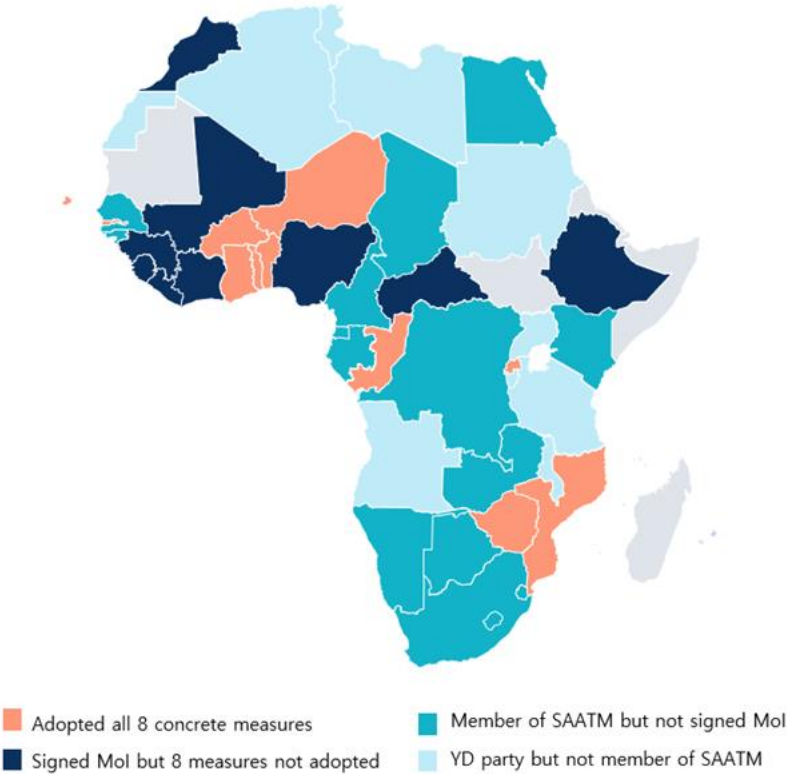 Adopted all 8 concrete measures
Signed MoI but 8 measures not adopted
Member of SAATM but not signed MoI
YD party but not member of SAATM